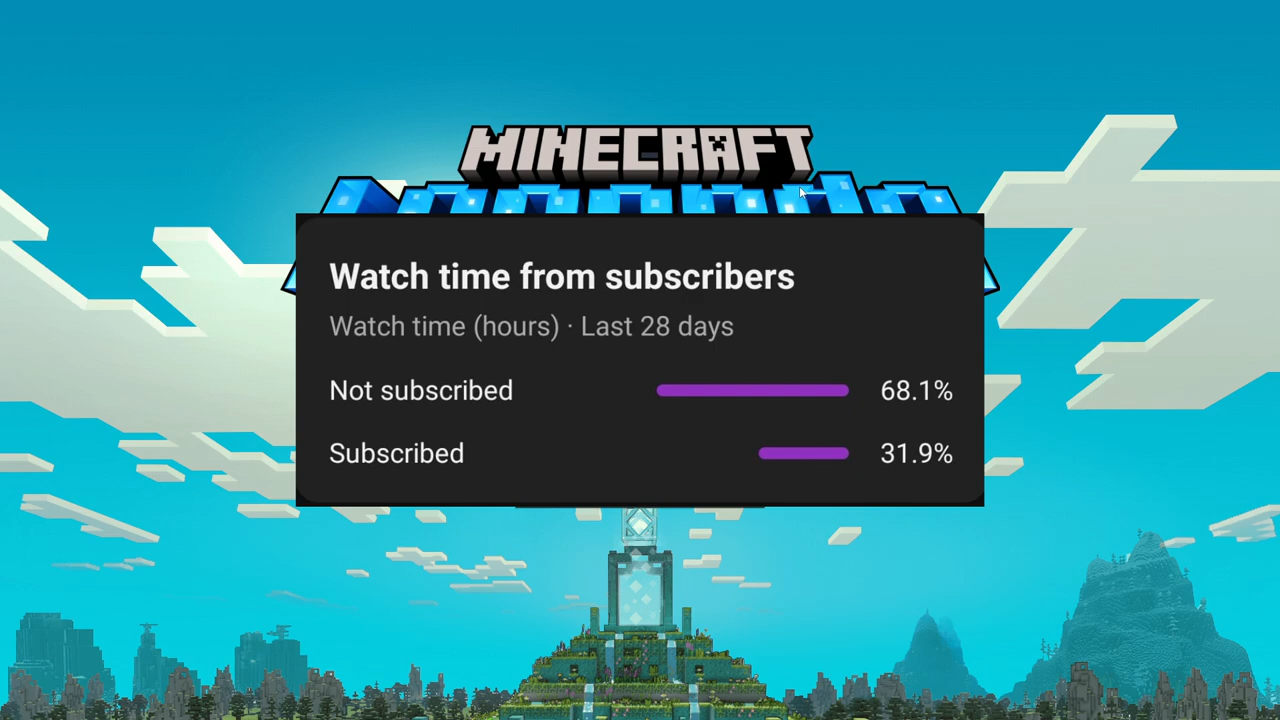 MINECRAFT
Watch time from subscribers
Watch time (hours) · Last 28 days
Not subscribed 68.1%
Subscribed 31.9%